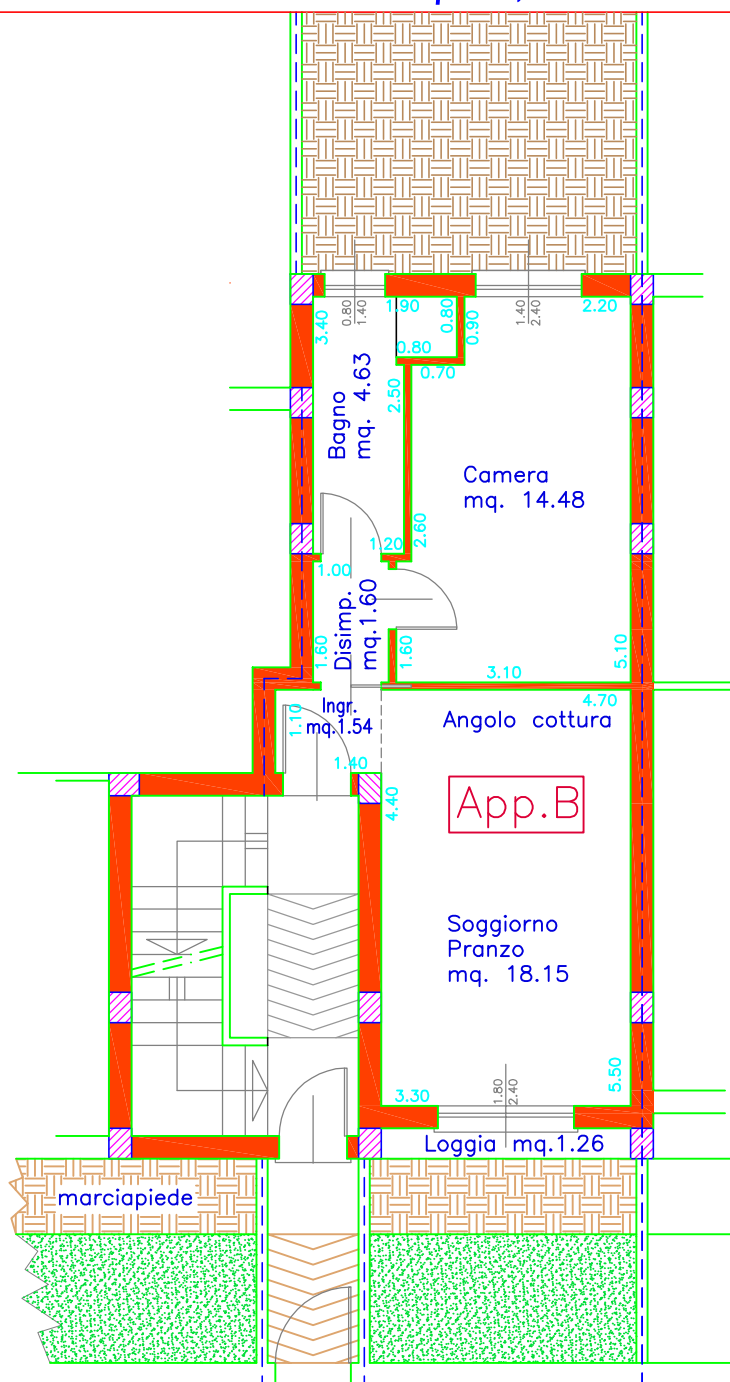 0.80
1.40
1.90
0.80
0.90
1.40
2.40
2.20
3.40
0.80
0.70
Bagno
mq. 4.63
2.50
Camera
mq. 14.48
2.60
1.20
1.00
Disimp.
mq.1.60
1.60
1.60
3.10
5.10
4.70
Ingr.
mq.1.54
1.10
1.40
Angolo cottura
4.40
App.B
Soggiorno
Pranzo
mq. 18.15
3.30
1.80
2.40
5.50
Loggia mq.1.26
marciapiede